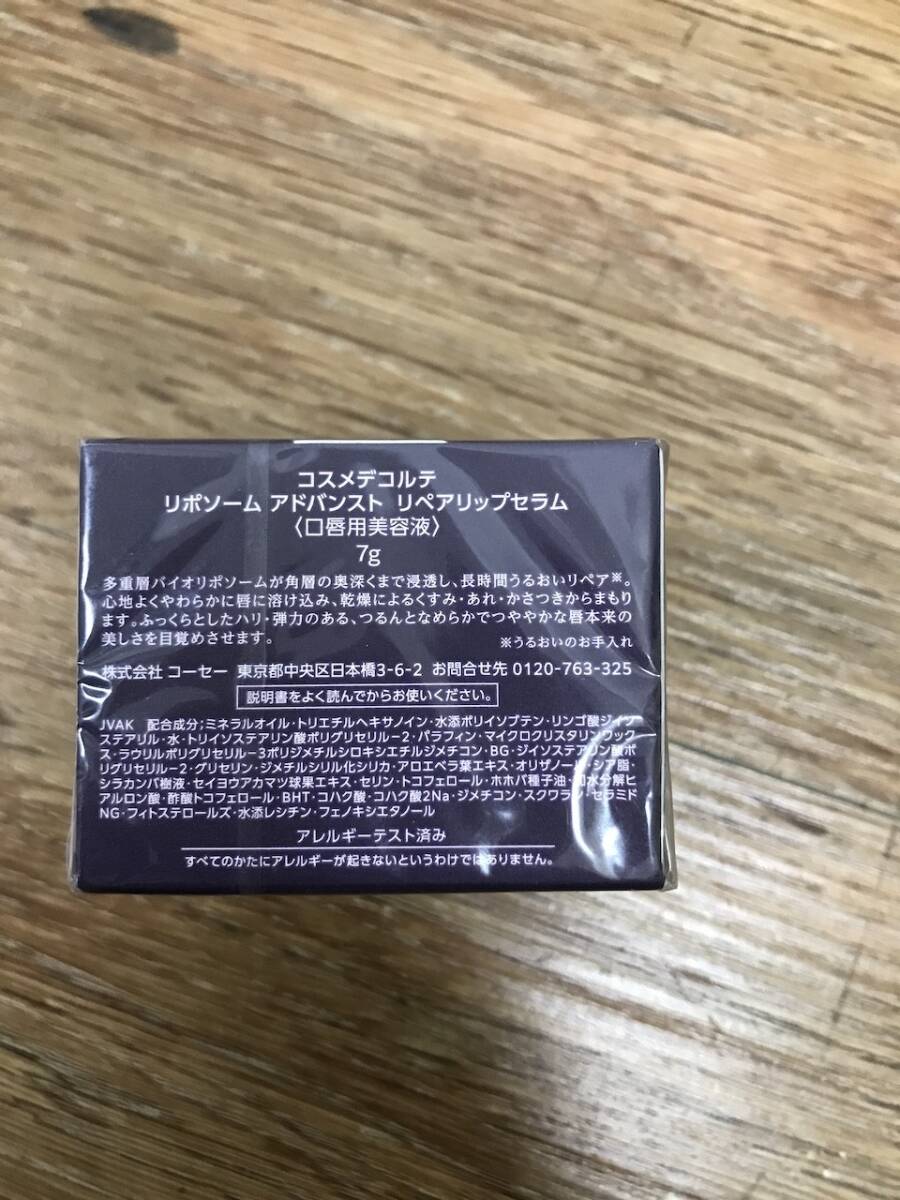 コスメデコルテ
リポソーム アドバンスト リペアリップセラム
〈口唇用美容液〉
7g
多重層バイオリポソームが角層の奥深くまで浸透し、長時間うるおいリペア※。
心地よくやわらかに唇に溶け込み、乾燥によるくすみ・あれ・かさつきからまもり
ます。ふっくらとしたハリ・弾力のある、つるんとなめらかでつややかな唇本来の
美しさを目覚めさせます。 ※うるおいのお手入れ
株式会社 コーセー 東京都中央区日本橋3-6-2 お問合せ先 0120-763-325
説明書をよく読んでからお使いください。
JVAK 配合成分;ミネラルオイル・トリエチルヘキサノイン・水添ポリイソブテン・リンゴ酸ジイソ
ステアリル・水・トリイソステアリン酸ポリグリセリル-2・パラフィン・マイクロクリスタリンワック
ス・ラウリルポリグリセリル-3ポリジメチルシロキシエチルジメチコン・BG・ジイソステアリン酸ポ
リグリセリル-2・グリセリン・ジメチルシリル化シリカ・アロエベラ葉エキス・オリザノール・シア脂・
シラカンバ樹液・セイヨウアカマツ球果エキス・セリン・トコフェロール・ホホバ種子油・加水分解ヒ
アルロン酸・酢酸トコフェロール・BHT・コハク酸・コハク酸2Na・ジメチコン・スクワラン・セラミド
NG・フィトステロールズ・水添レシチン・フェノキシエタノール
アレルギーテスト済み
すべてのかたにアレルギーが起きないというわけではありません。